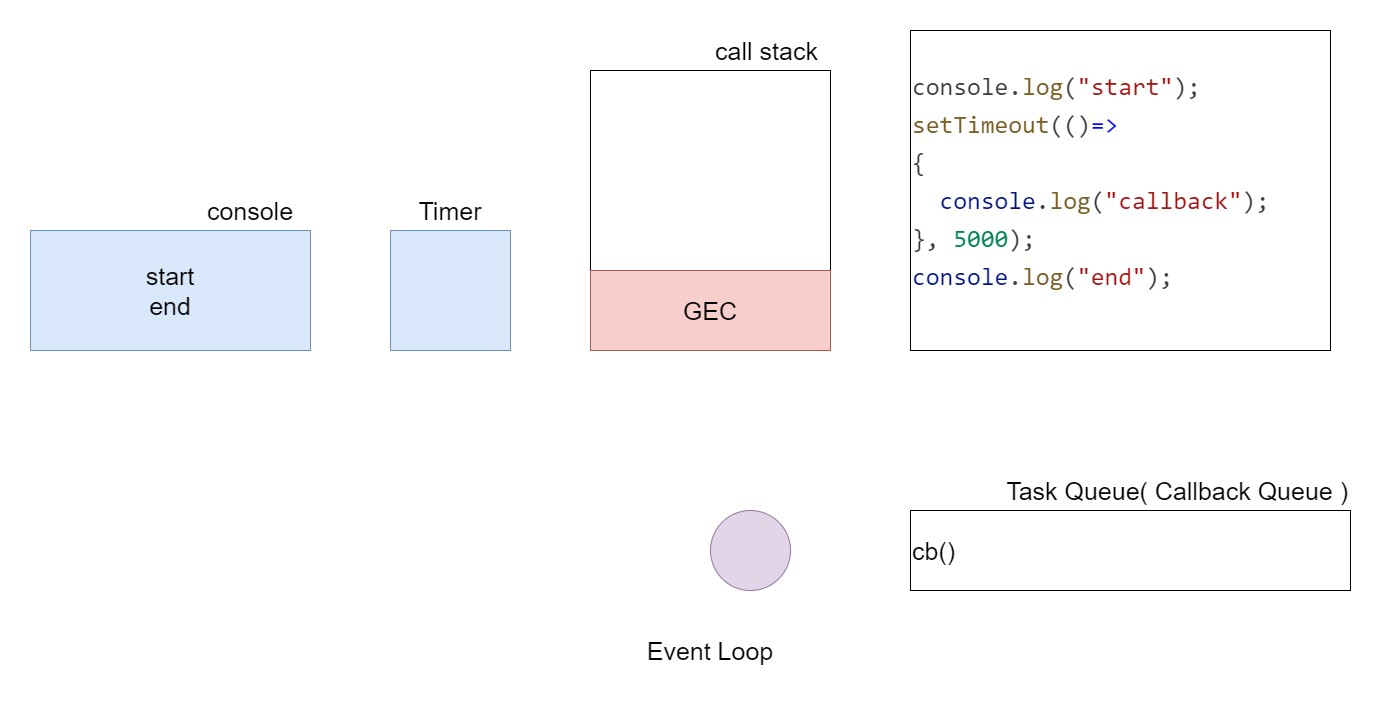 call stack
console.log("start");
setTimeout(()=>
{
  console.log("callback");
}, 5000);
console.log("end");
console
Timer
start
end
GEC
Task Queue( Callback Queue )
cb()
Event Loop